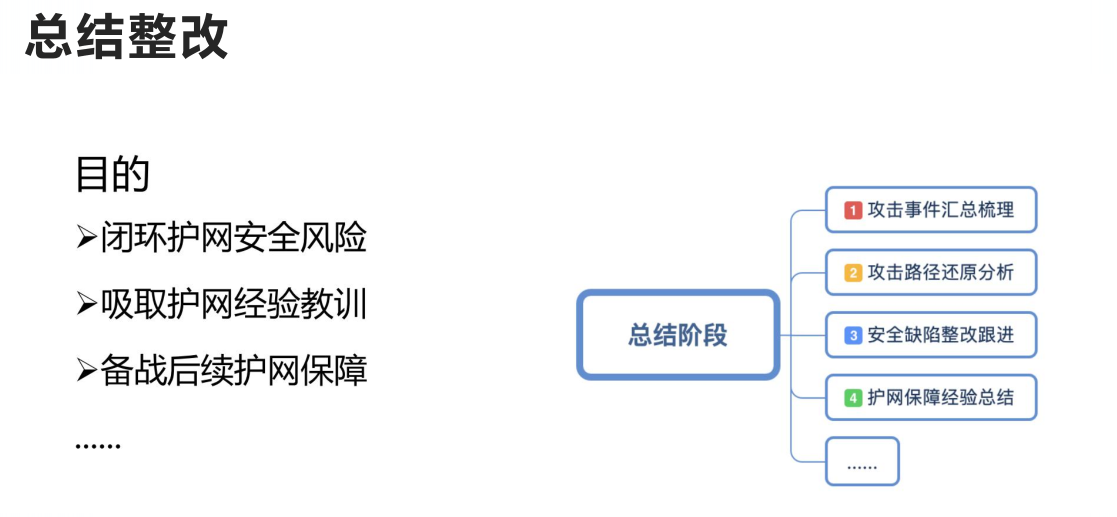 总结整改
目的
➢闭环护网安全风险
➢吸取护网经验教训
➢备战后续护网保障
......
总结阶段
1 攻击事件汇总梳理
2 攻击路径还原分析
3 安全缺陷整改跟进
4 护网保障经验总结
......